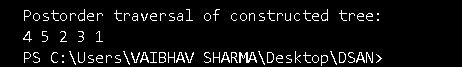 Postorder traversal of constructed tree:
4 5 2 3 1
PS C:\Users\VAIBHAV SHARMA\Desktop\DSAN>